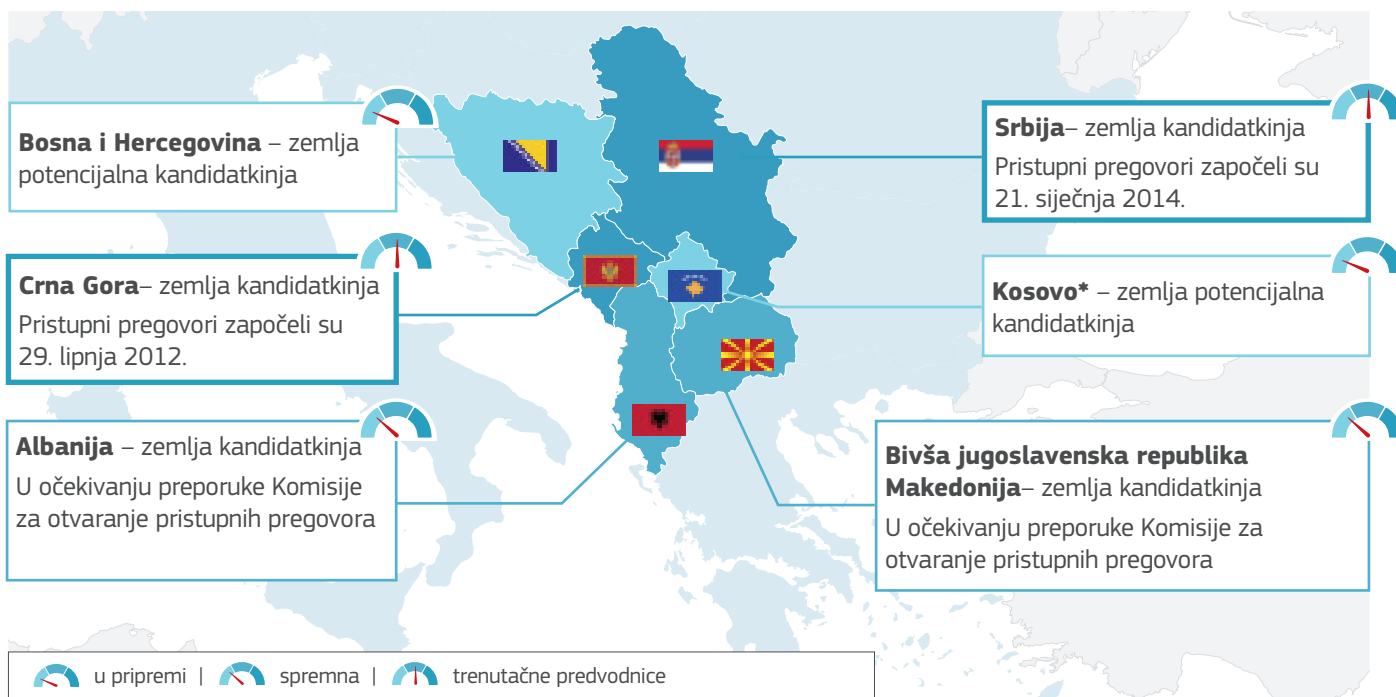 Bosna i Hercegovina – zemlja
potencijalna kandidatkinja
Crna Gora– zemlja kandidatkinja
Pristupni pregovori započeli su
29. lipnja 2012.
Albanija – zemlja kandidatkinja
U očekivanju preporuke Komisije
za otvaranje pristupnih pregovora
Srbija– zemlja kandidatkinja
Pristupni pregovori započeli su
21. siječnja 2014.
Kosovo* – zemlja potencijalna
kandidatkinja
Bivša jugoslavenska republika
Makedonija– zemlja kandidatkinja
U očekivanju preporuke Komisije za
otvaranje pristupnih pregovora
u pripremi | spremna | trenutačne predvodnice